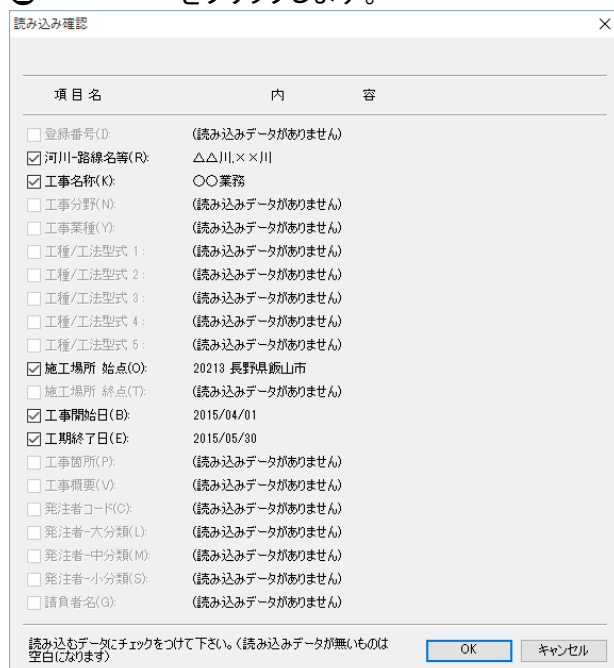 をクリックします。
読み込み確認
項目名 内 容
登録番号(I): (読み込みデータがありません)
河川-路線名等(R): △△川,××川
工事名称(K): 〇〇業務
工事分野(N): (読み込みデータがありません)
工事業種(Y): (読み込みデータがありません)
工種/工法型式 1 : (読み込みデータがありません)
工種/工法型式 2 : (読み込みデータがありません)
工種/工法型式 3 : (読み込みデータがありません)
工種/工法型式 4 : (読み込みデータがありません)
工種/工法型式 5 : (読み込みデータがありません)
施工場所 始点(O): 20213 長野県飯山市
施工場所 終点(T): (読み込みデータがありません)
工事開始日(B): 2015/04/01
工期終了日(E): 2015/05/30
工事箇所(P): (読み込みデータがありません)
工事概要(V): (読み込みデータがありません)
発注者コード(C): (読み込みデータがありません)
発注者-大分類(L): (読み込みデータがありません)
発注者-中分類(M): (読み込みデータがありません)
発注者-小分類(S): (読み込みデータがありません)
請負者名(G): (読み込みデータがありません)
読み込むデータにチェックをつけて下さい。(読み込みデータが無いものは
空白になります)
OK キャンセル